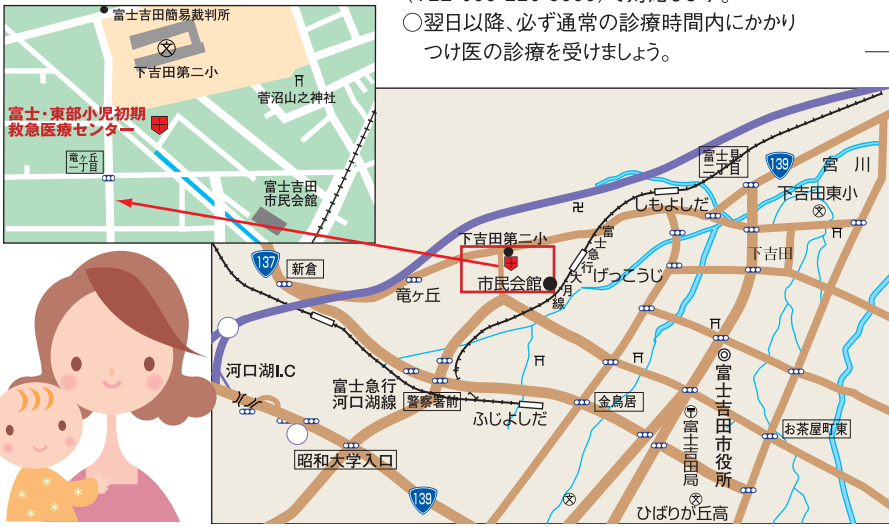 ○翌日以降、必ず通常の診療時間内にかかり
つけ医の診療を受けましょう。
富士吉田簡易裁判所
下吉田第二小
菅沼山之神社
富士・東部小児初期
救急医療センター
竜ヶ丘
一丁目
富士吉田
市民会館
富士見
二丁目
139
宮川
下吉田東小
しもよしだ
下吉田第二小
富士急行大月線
下吉田
137
新倉
市民会館
げっこうじ
竜ヶ丘
河口湖I.C
富士急行
河口湖線
警察署前
ふじよしだ
金鳥居
富士吉田市役所
富士吉田局
お茶屋町東
昭和大学入口
139
ひばりが丘高